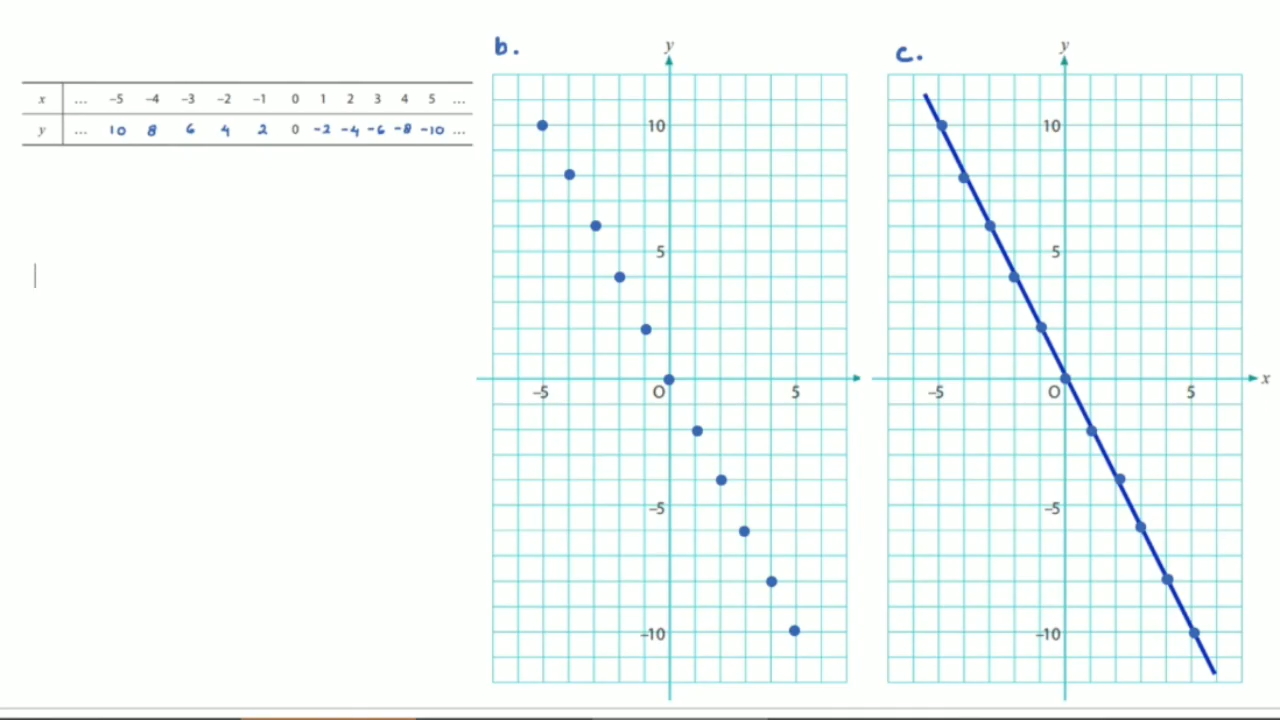 x ... –5 –4 –3 –2 –1 0 1 2 3 4 5 ...
y ... 10 8 6 4 2 0 -2 -4 -6 -8 -10 ...
b.
y
10
5
–5 O 5
–5
–10
c.
y
10
5
–5 O 5 x
–5
–10